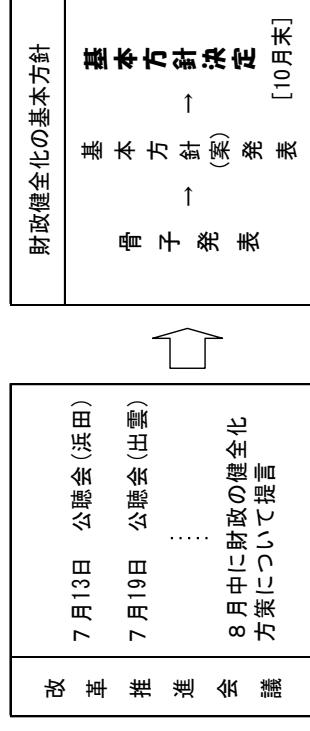 改革推進会議
７月13日　公聴会(浜田)
７月19日　公聴会(出雲)
……
８月中に財政の健全化
方策について提言
財政健全化の基本方針
骨子発表
→
基本方針(案)発表
→
基本方針決定
[10月末]